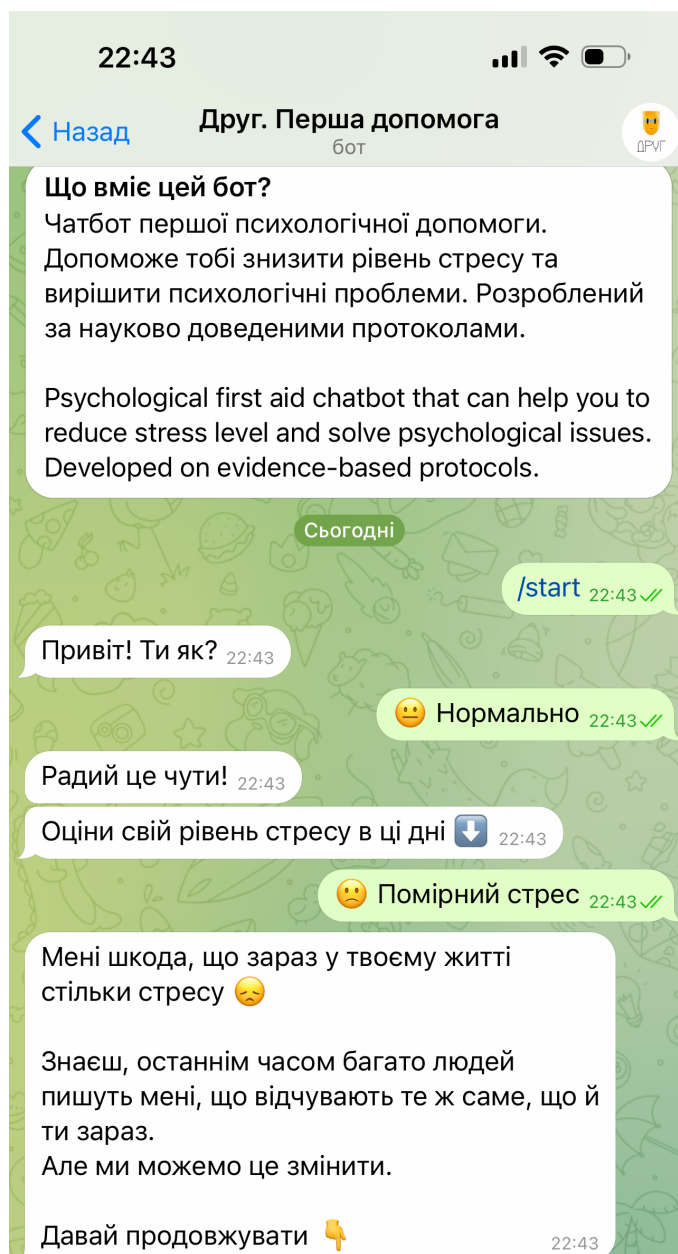 22:43
Назад
Друг. Перша допомога
бот
ДРУГ
Що вміє цей бот?
Чатбот першої психологічної допомоги.
Допоможе тобі знизити рівень стресу та
вирішити психологічні проблеми. Розроблений
за науково доведеними протоколами.
Psychological first aid chatbot that can help you to
reduce stress level and solve psychological issues.
Developed on evidence-based protocols.
Сьогодні
/start 22:43
Привіт! Ти як? 22:43
😐 Нормально 22:43
Радий це чути! 22:43
Оціни свій рівень стресу в ці дні ⬇️ 22:43
🙁 Помірний стрес 22:43
Мені шкода, що зараз у твоєму житті
стільки стресу 😞
Знаєш, останнім часом багато людей
пишуть мені, що відчувають те ж саме, що й
ти зараз.
Але ми можемо це змінити.
Давай продовжувати 👇 22:43